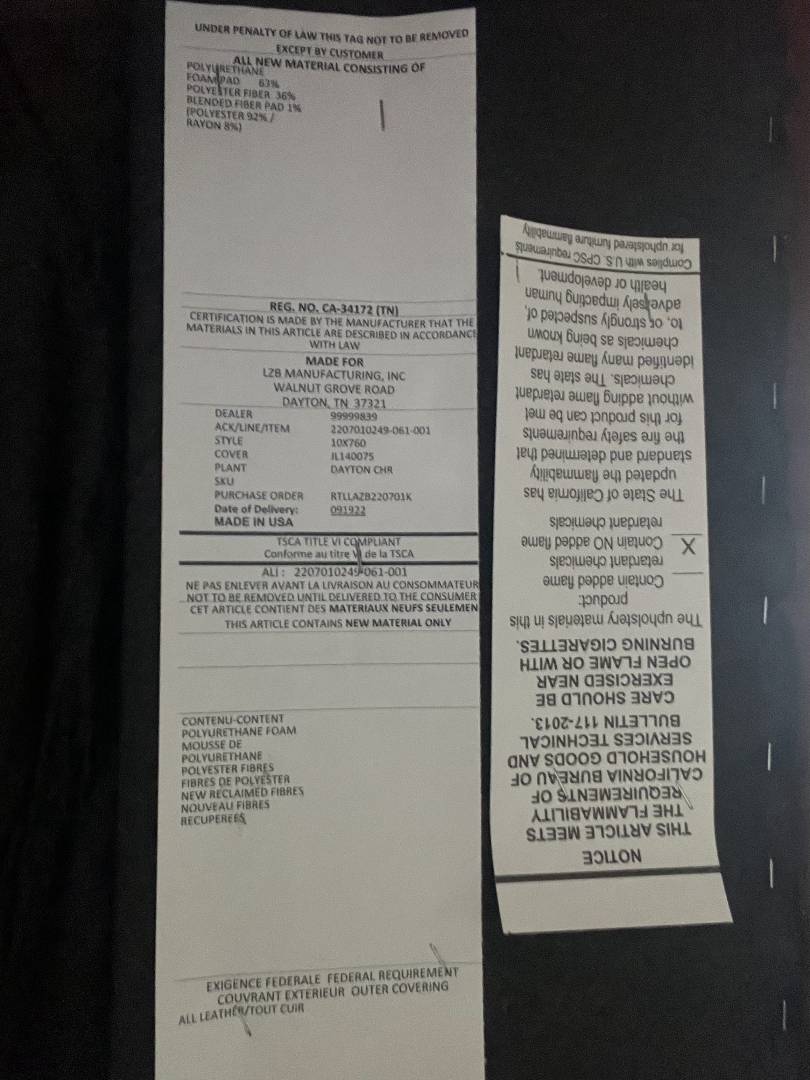 UNDER PENALTY OF LAW THIS TAG NOT TO BE REMOVED
EXCEPT BY CUSTOMER
ALL NEW MATERIAL CONSISTING OF
POLYURETHANE
FOAM PAD 63%
POLYESTER FIBER 36%
BLENDED FIBER PAD 1%
(POLYESTER 92% /
RAYON 8%)
REG. NO. CA-34172 (TN)
CERTIFICATION IS MADE BY THE MANUFACTURER THAT THE
MATERIALS IN THIS ARTICLE ARE DESCRIBED IN ACCORDANCE
WITH LAW
MADE FOR
LZB MANUFACTURING, INC
WALNUT GROVE ROAD
DAYTON, TN 37321
DEALER 99999839
ACK/LINE/ITEM 2207010249-061-001
STYLE 10X760
COVER JL140075
PLANT DAYTON CHR
SKU
PURCHASE ORDER RTLLAZB220701K
Date of Delivery: 091922
MADE IN USA
TSCA TITLE VI COMPLIANT
Conforme au titre VI de la TSCA
ALI : 2207010249-061-001
NE PAS ENLEVER AVANT LA LIVRAISON AU CONSOMMATEUR
NOT TO BE REMOVED UNTIL DELIVERED TO THE CONSUMER
CET ARTICLE CONTIENT DES MATERIAUX NEUFS SEULEMEN
THIS ARTICLE CONTAINS NEW MATERIAL ONLY
CONTENU-CONTENT
POLYURETHANE FOAM
MOUSSE DE
POLYURETHANE
POLYESTER FIBRES
FIBRES DE POLYESTER
NEW RECLAIMED FIBRES
NOUVEAU FIBRES
RECUPEREES
EXIGENCE FEDERALE FEDERAL REQUIREMENT
COUVRANT EXTERIEUR OUTER COVERING
ALL LEATHER/TOUT CUIR
NOTICE
THIS ARTICLE MEETS
THE FLAMMABILITY
REQUIREMENTS OF
CALIFORNIA BUREAU OF
HOUSEHOLD GOODS AND
SERVICES TECHNICAL
BULLETIN 117-2013.
CARE SHOULD BE
EXERCISED NEAR
OPEN FLAME OR WITH
BURNING CIGARETTES.
The upholstery materials in this
product:
Contain added flame
retardant chemicals
X Contain NO added flame
retardant chemicals
The State of California has
updated the flammability
standard and determined that
the fire safety requirements
for this product can be met
without adding flame retardant
chemicals. The state has
identified many flame retardant
chemicals as being known
to, or strongly suspected of,
adversely impacting human
health or development.
Complies with U.S. CPSC requirements
for upholstered furniture flammability